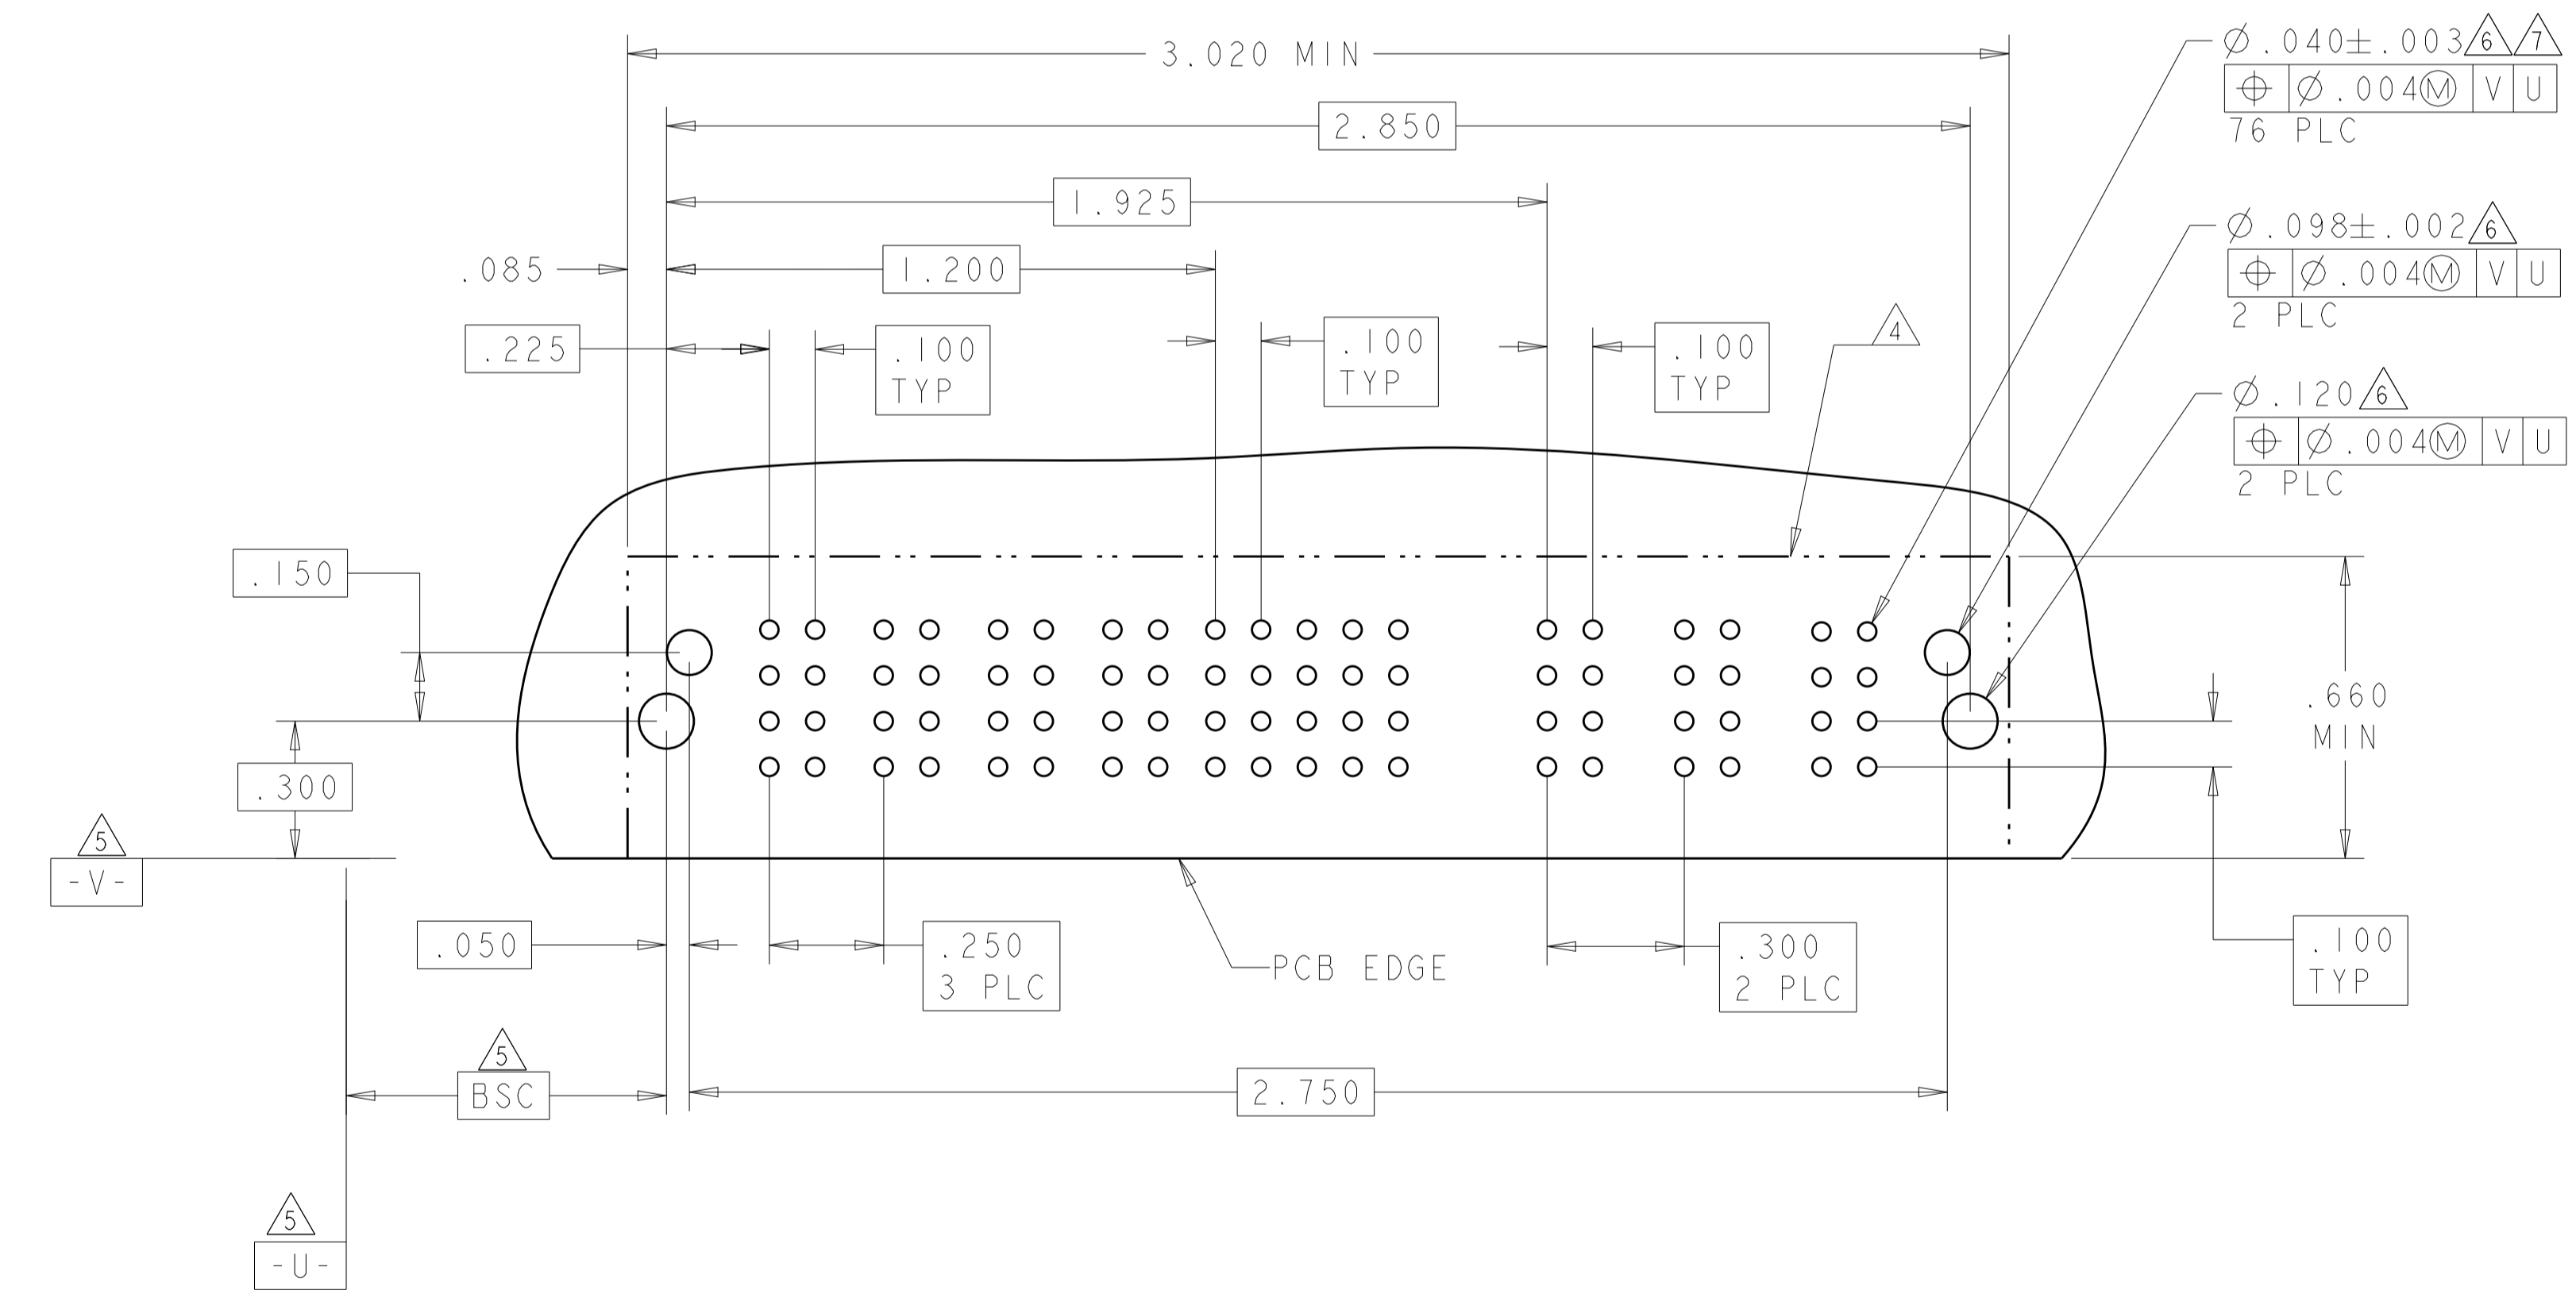 3.020 MIN
2.850
1.925
.085
1.200
.225
.100
TYP
.100
TYP
.100
TYP
4
⌀.040±.003 6 7
⌖ ⌀.004Ⓜ V U
76 PLC
⌀.098±.002 6
⌖ ⌀.004Ⓜ V U
2 PLC
⌀.120 6
⌖ ⌀.004Ⓜ V U
2 PLC
.150
.300
5
-V-
.660
MIN
.050
.250
3 PLC
PCB EDGE
.300
2 PLC
.100
TYP
5
BSC
2.750
5
-U-